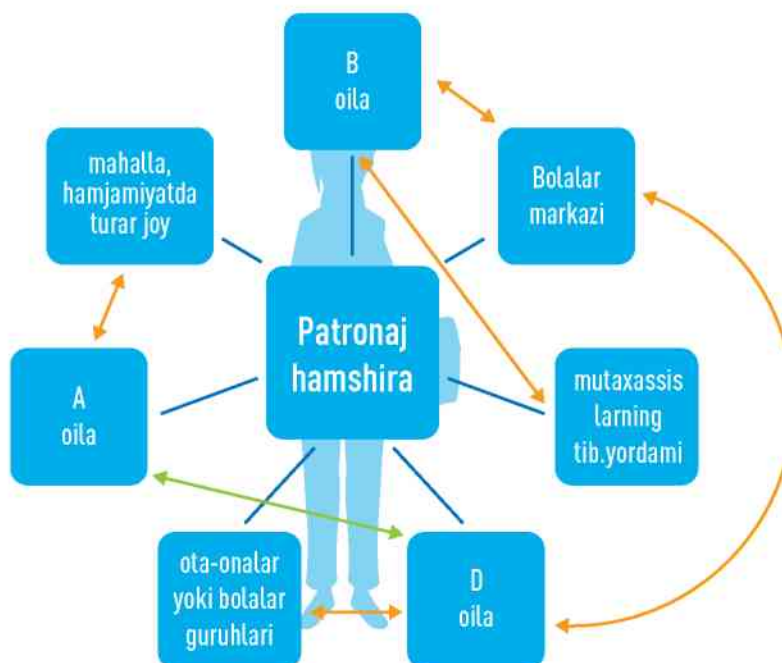 B
oila
mahalla,
hamjamiyatda
turar joy
Bolalar
markazi
Patronaj
hamshira
A
oila
mutaxassis
larning
tib.yordami
ota-onalar
yoki bolalar
guruhlari
D
oila